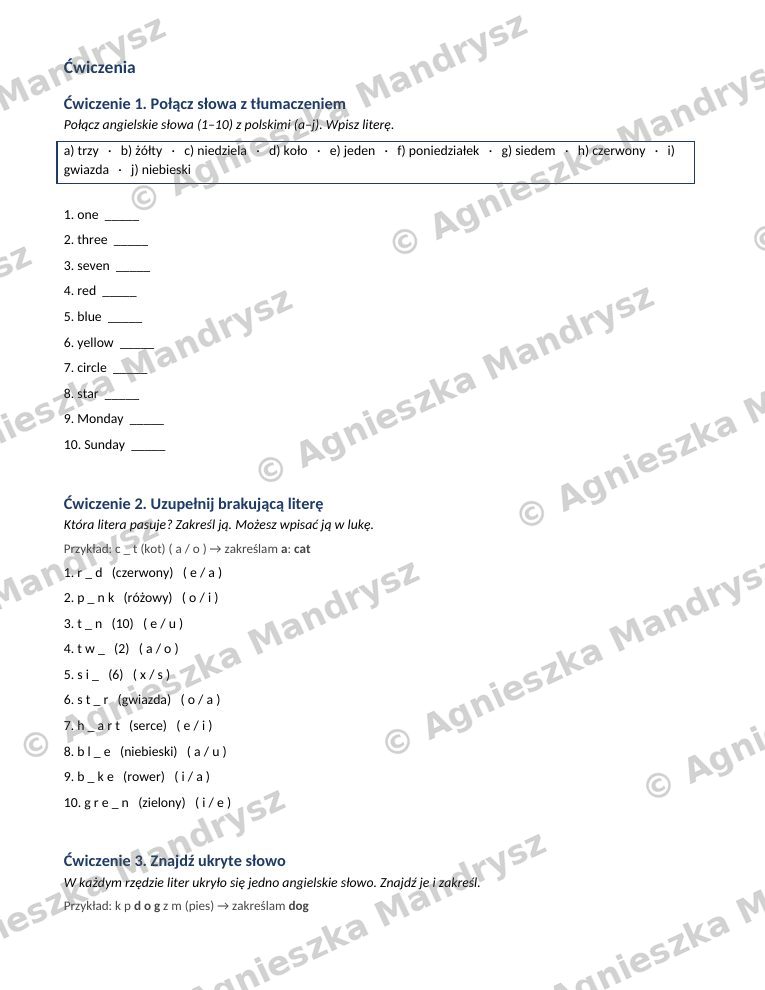 Ćwiczenia
Ćwiczenie 1. Połącz słowa z tłumaczeniem
Połącz angielskie słowa (1–10) z polskimi (a–j). Wpisz literę.
a) trzy · b) żółty · c) niedziela · d) koło · e) jeden · f) poniedziałek · g) siedem · h) czerwony · i)
gwiazda · j) niebieski
1. one _____
2. three _____
3. seven _____
4. red _____
5. blue _____
6. yellow _____
7. circle _____
8. star _____
9. Monday _____
10. Sunday _____
Ćwiczenie 2. Uzupełnij brakującą literę
Która litera pasuje? Zakreśl ją. Możesz wpisać ją w lukę.
Przykład: c _ t (kot) ( a / o ) → zakreślam a: cat
1. r _ d (czerwony) ( e / a )
2. p _ n k (różowy) ( o / i )
3. t _ n (10) ( e / u )
4. t w _ (2) ( a / o )
5. s i _ (6) ( x / s )
6. s t _ r (gwiazda) ( o / a )
7. h _ a r t (serce) ( e / i )
8. b l _ e (niebieski) ( a / u )
9. b _ k e (rower) ( i / a )
10. g r e _ n (zielony) ( i / e )
Ćwiczenie 3. Znajdź ukryte słowo
W każdym rzędzie liter ukryło się jedno angielskie słowo. Znajdź je i zakreśl.
Przykład: k p d o g z m (pies) → zakreślam dog
© Agnieszka Mandrysz